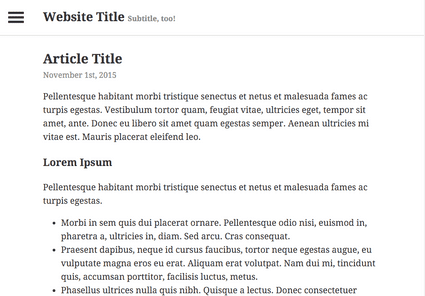 Website Title Subtitle, too!
Article Title
November 1st, 2015
Pellentesque habitant morbi tristique senectus et netus et malesuada fames ac
turpis egestas. Vestibulum tortor quam, feugiat vitae, ultricies eget, tempor sit
amet, ante. Donec eu libero sit amet quam egestas semper. Aenean ultricies mi
vitae est. Mauris placerat eleifend leo.
Lorem Ipsum
Pellentesque habitant morbi tristique senectus et netus et malesuada fames ac
turpis egestas.
• Morbi in sem quis dui placerat ornare. Pellentesque odio nisi, euismod in,
pharetra a, ultricies in, diam. Sed arcu. Cras consequat.
• Praesent dapibus, neque id cursus faucibus, tortor neque egestas augue, eu
vulputate magna eros eu erat. Aliquam erat volutpat. Nam dui mi, tincidunt
quis, accumsan porttitor, facilisis luctus, metus.
• Phasellus ultrices nulla quis nibh. Quisque a lectus. Donec consectetuer